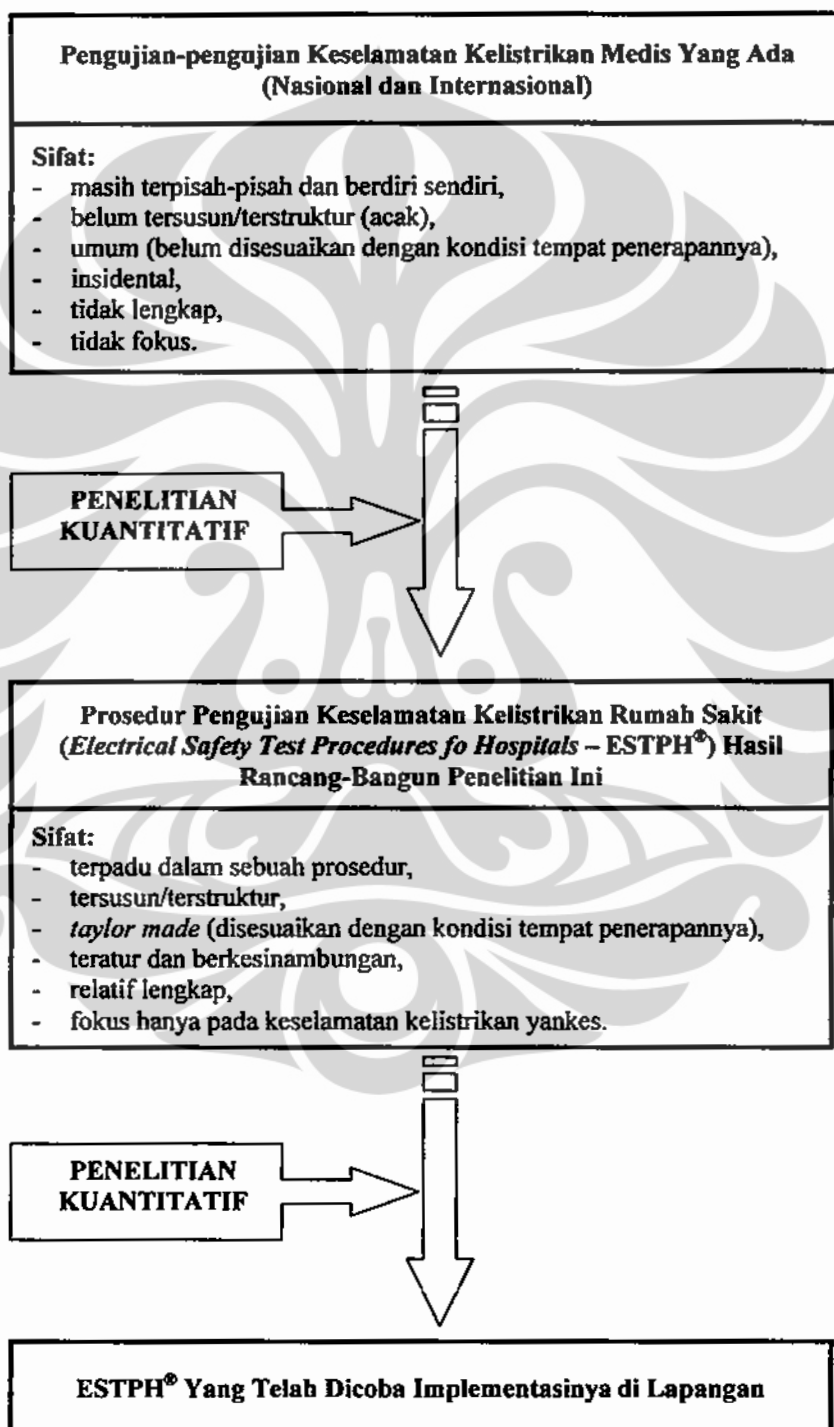 Pengujian-pengujian Keselamatan Kelistrikan Medis Yang Ada
(Nasional dan Internasional)
Sifat:
- masih terpisah-pisah dan berdiri sendiri,
- belum tersusun/terstruktur (acak),
- umum (belum disesuaikan dengan kondisi tempat penerapannya),
- insidental,
- tidak lengkap,
- tidak fokus.
PENELITIAN
KUANTITATIF
Prosedur Pengujian Keselamatan Kelistrikan Rumah Sakit
(Electrical Safety Test Procedures fo Hospitals – ESTPH®) Hasil
Rancang-Bangun Penelitian Ini
Sifat:
- terpadu dalam sebuah prosedur,
- tersusun/terstruktur,
- taylor made (disesuaikan dengan kondisi tempat penerapannya),
- teratur dan berkesinambungan,
- relatif lengkap,
- fokus hanya pada keselamatan kelistrikan yankes.
PENELITIAN
KUANTITATIF
ESTPH® Yang Telah Dicoba Implementasinya di Lapangan